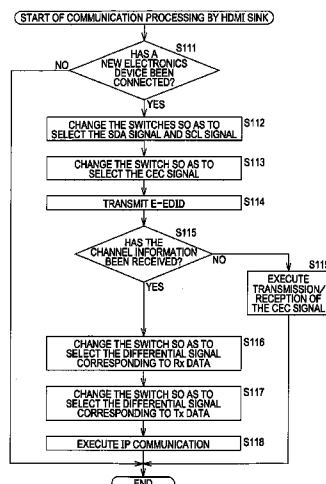 START OF COMMUNICATION PROCESSING BY HDMI SINK
S111
HAS A
NEW ELECTRONICS
DEVICE BEEN
CONNECTED?
NO
YES
S112
CHANGE THE SWITCHES SO AS TO
SELECT THE SDA SIGNAL AND SCL SIGNAL
S113
CHANGE THE SWITCH SO AS TO
SELECT THE CEC SIGNAL
S114
TRANSMIT E-EDID
S115
HAS THE
CHANNEL INFORMATION
BEEN RECEIVED?
NO
YES
S119
EXECUTE
TRANSMISSION/
RECEPTION OF
THE CEC SIGNAL
S116
CHANGE THE SWITCH SO AS TO
SELECT THE DIFFERENTIAL SIGNAL
CORRESPONDING TO Rx DATA
S117
CHANGE THE SWITCH SO AS TO
SELECT THE DIFFERENTIAL SIGNAL
CORRESPONDING TO Tx DATA
S118
EXECUTE IP COMMUNICATION
END